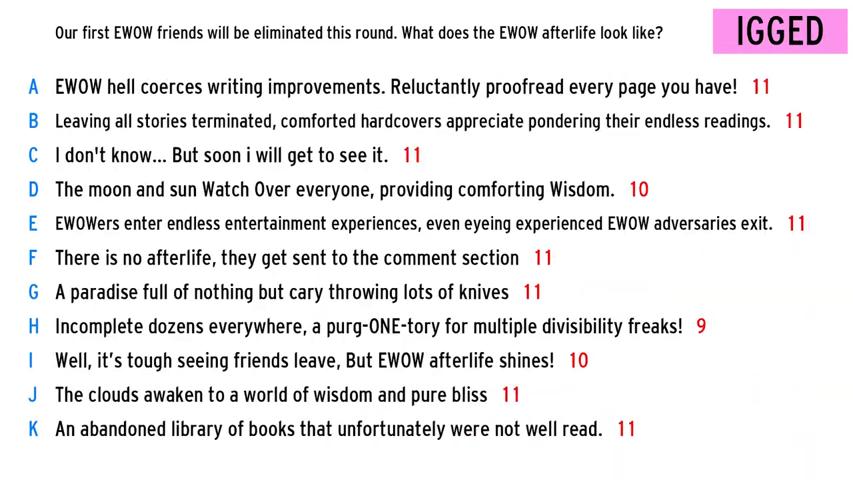 Our first EWOW friends will be eliminated this round. What does the EWOW afterlife look like?
IGGED
A EWOW hell coerces writing improvements. Reluctantly proofread every page you have! 11
B Leaving all stories terminated, comforted hardcovers appreciate pondering their endless readings. 11
C I don't know... But soon i will get to see it. 11
D The moon and sun Watch Over everyone, providing comforting Wisdom. 10
E EWOWers enter endless entertainment experiences, even eyeing experienced EWOW adversaries exit. 11
F There is no afterlife, they get sent to the comment section 11
G A paradise full of nothing but cary throwing lots of knives 11
H Incomplete dozens everywhere, a purg-ONE-tory for multiple divisibility freaks! 9
I Well, it’s tough seeing friends leave, But EWOW afterlife shines! 10
J The clouds awaken to a world of wisdom and pure bliss 11
K An abandoned library of books that unfortunately were not well read. 11